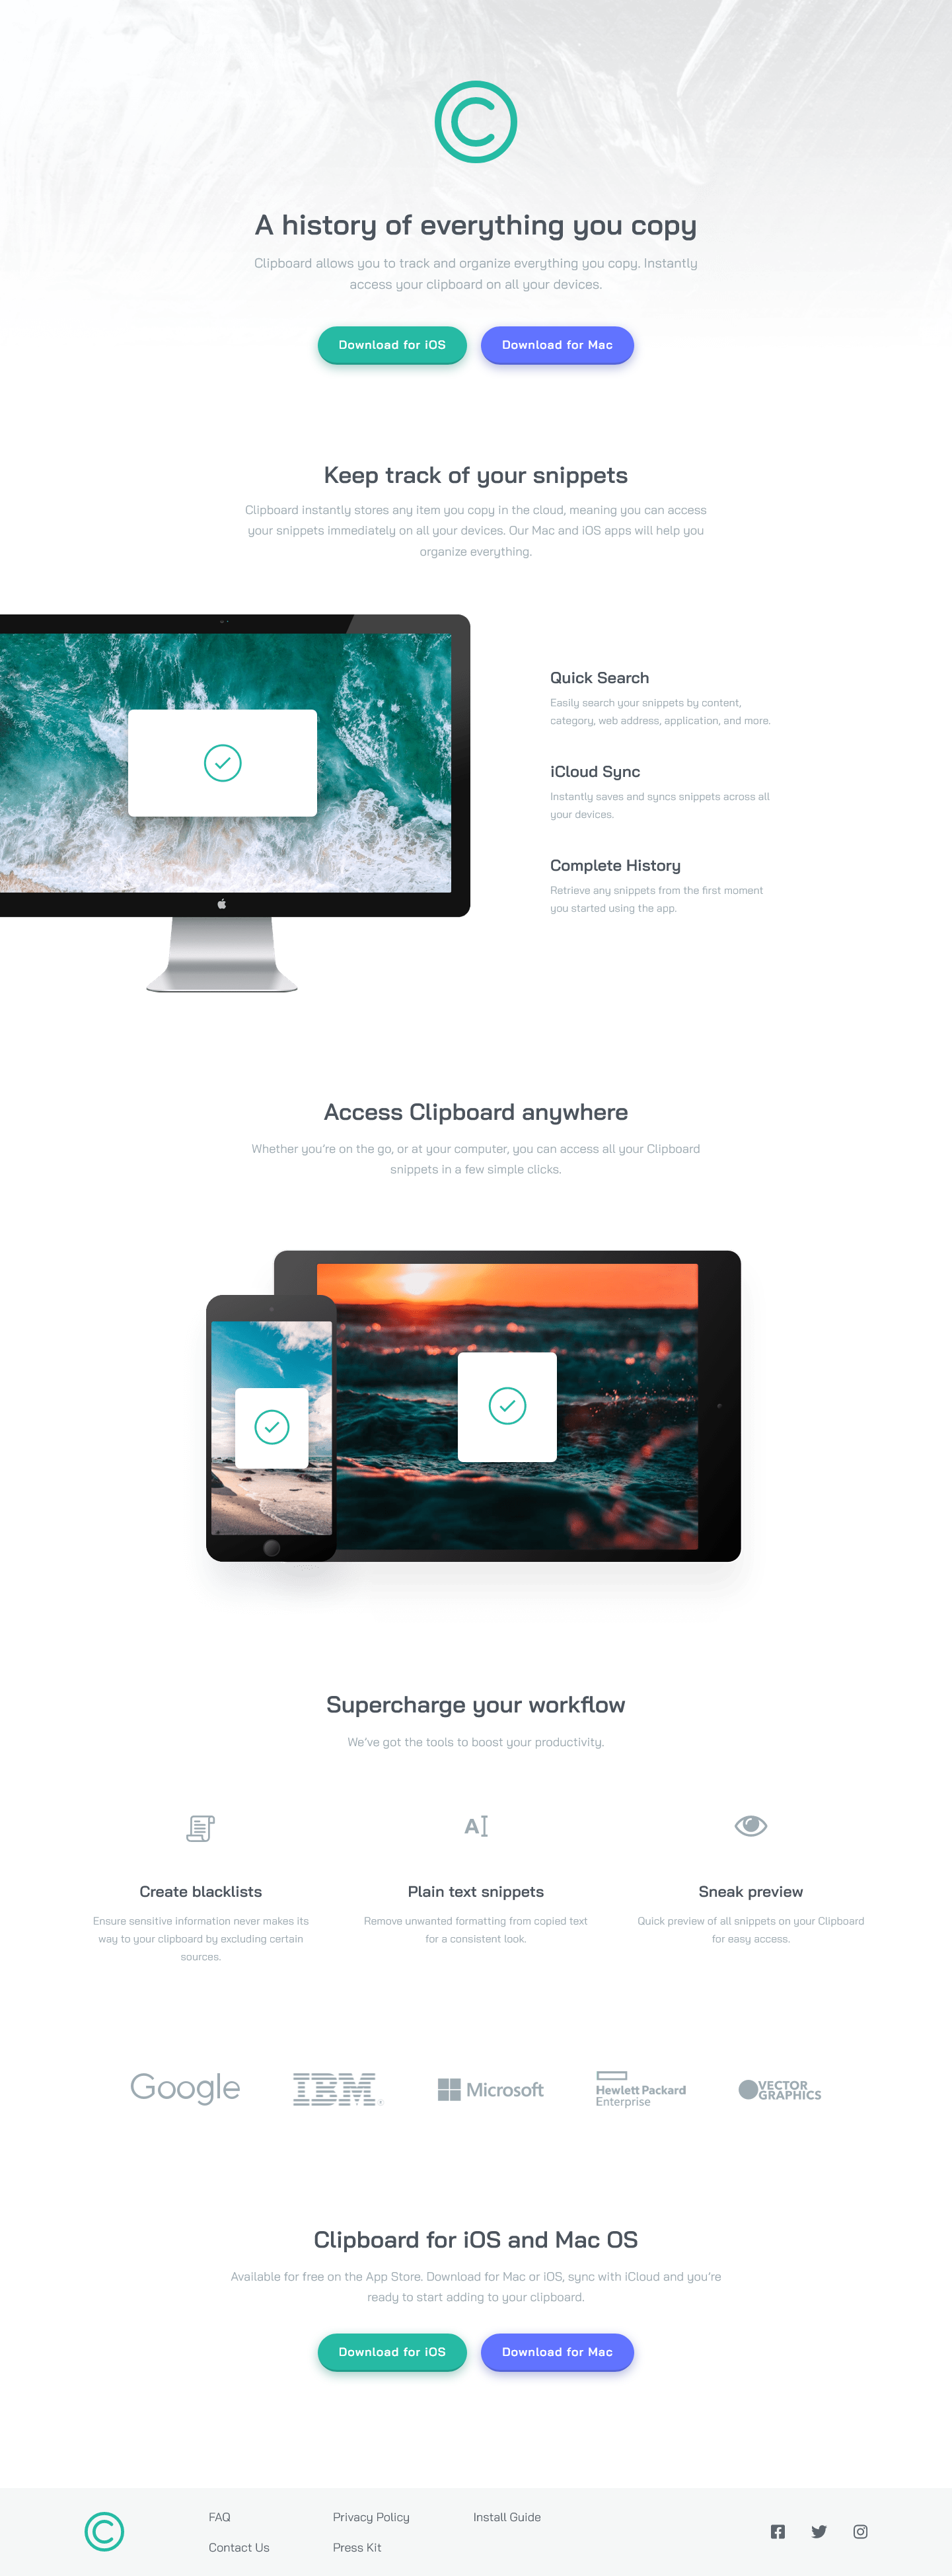 A history of everything you copy
Clipboard allows you to track and organize everything you copy. Instantly
access your clipboard on all your devices.
Download for iOS
Download for Mac
Keep track of your snippets
Clipboard instantly stores any item you copy in the cloud, meaning you can access
your snippets immediately on all your devices. Our Mac and iOS apps will help you
organize everything.
Quick Search
Easily search your snippets by content,
category, web address, application, and more.
iCloud Sync
Instantly saves and syncs snippets across all
your devices.
Complete History
Retrieve any snippets from the first moment
you started using the app.
Access Clipboard anywhere
Whether you’re on the go, or at your computer, you can access all your Clipboard
snippets in a few simple clicks.
Supercharge your workflow
We’ve got the tools to boost your productivity.
A
Create blacklists
Ensure sensitive information never makes its
way to your clipboard by excluding certain
sources.
Plain text snippets
Remove unwanted formatting from copied text
for a consistent look.
Sneak preview
Quick preview of all snippets on your Clipboard
for easy access.
Google
IBM
Microsoft
Hewlett Packard
Enterprise
VECTOR
GRAPHICS
Clipboard for iOS and Mac OS
Available for free on the App Store. Download for Mac or iOS, sync with iCloud and you’re
ready to start adding to your clipboard.
Download for iOS
Download for Mac
FAQ
Contact Us
Privacy Policy
Press Kit
Install Guide